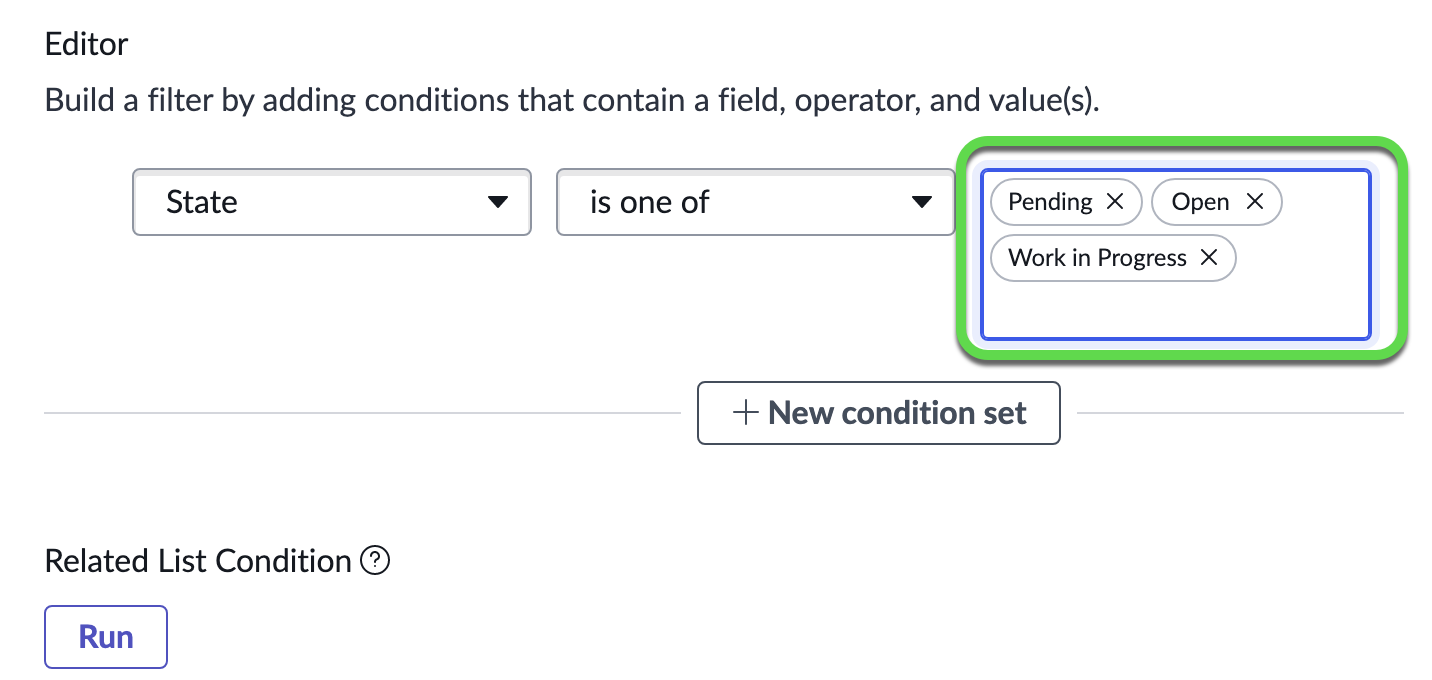 Editor
Build a filter by adding conditions that contain a field, operator, and value(s).
State
is one of
Pending
Open
Work in Progress
New condition set
Related List Condition
Run